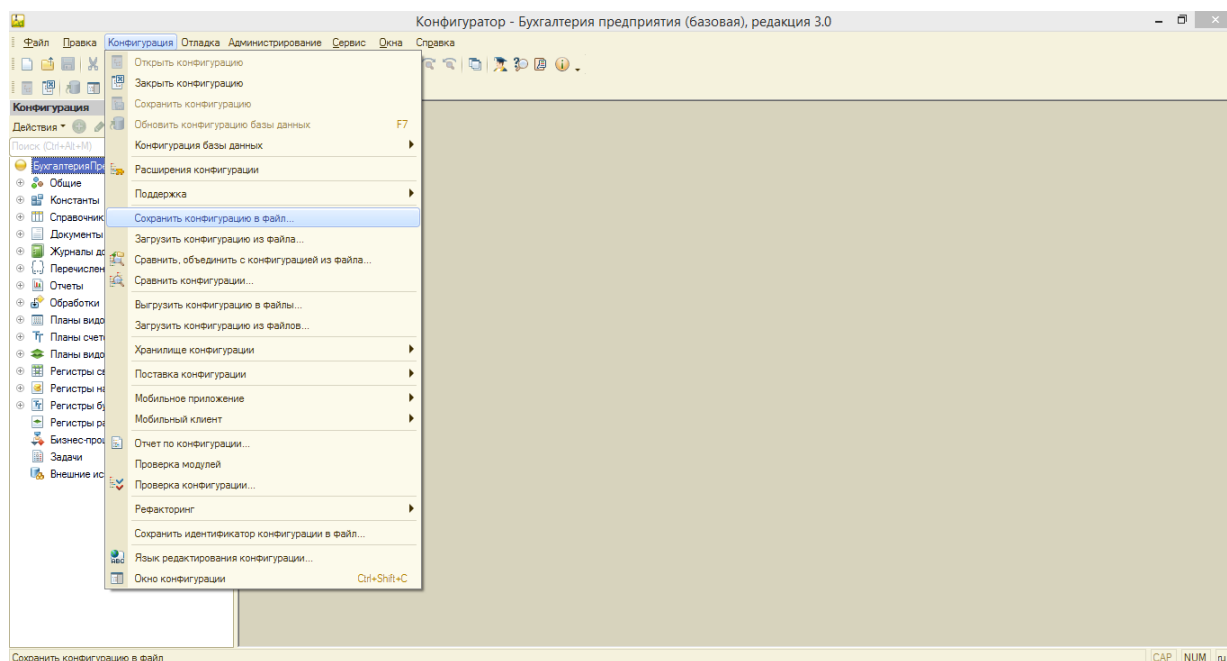 Конфигуратор - Бухгалтерия предприятия (базовая), редакция 3.0
Файл Правка Конфигурация Отладка Администрирование Сервис Окна Справка
Конфигурация
Действия
Поиск (Ctrl+Alt+M)
БухгалтерияПре
Общие
Константы
Справочник
Документы
Журналы до
Перечислен
Отчеты
Обработки
Планы видо
Планы счет
Планы видо
Регистры св
Регистры на
Регистры бу
Регистры ра
Бизнес-проц
Задачи
Внешние ис
Открыть конфигурацию
Закрыть конфигурацию
Сохранить конфигурацию
Обновить конфигурацию базы данных F7
Конфигурация базы данных
Расширения конфигурации
Поддержка
Сохранить конфигурацию в файл...
Загрузить конфигурацию из файла...
Сравнить, объединить с конфигурацией из файла...
Сравнить конфигурации...
Выгрузить конфигурацию в файлы...
Загрузить конфигурацию из файлов...
Хранилище конфигурации
Поставка конфигурации
Мобильное приложение
Мобильный клиент
Отчет по конфигурации...
Проверка модулей
Проверка конфигурации...
Рефакторинг
Сохранить идентификатор конфигурации в файл...
Язык редактирования конфигурации...
Окно конфигурации Ctrl+Shift+C
Сохранить конфигурацию в файл
CAP NUM ru